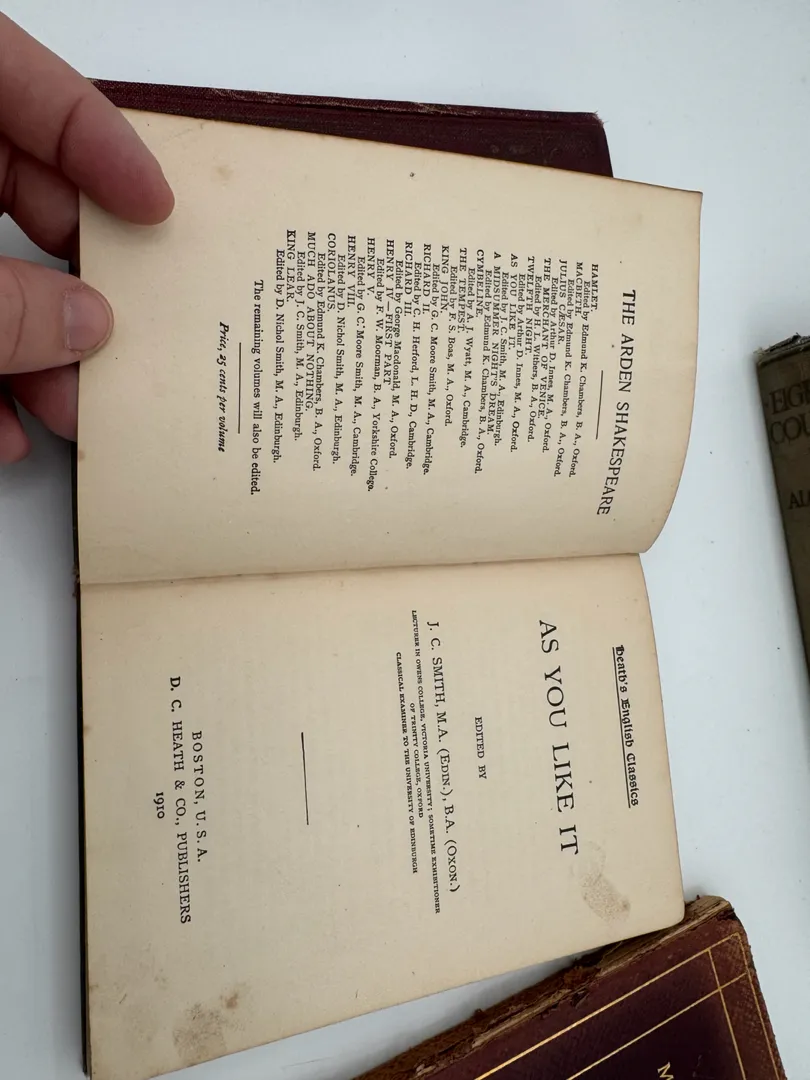 THE ARDEN SHAKESPEARE
HAMLET.
Edited by Edmund K. Chambers, B. A., Oxford.
MACBETH.
Edited by Edmund K. Chambers, B. A., Oxford.
JULIUS CÆSAR.
Edited by Arthur D. Innes, M. A., Oxford.
THE MERCHANT OF VENICE.
Edited by H. L. Withers, B. A., Oxford.
TWELFTH NIGHT.
Edited by Arthur D. Innes, M. A., Oxford.
AS YOU LIKE IT.
Edited by J. C. Smith, M. A., Edinburgh.
A MIDSUMMER NIGHT'S DREAM.
Edited by Edmund K. Chambers, B. A., Oxford.
CYMBELINE.
Edited by A. J. Wyatt, M. A., Cambridge.
THE TEMPEST.
Edited by F. S. Boas, M. A., Oxford.
KING JOHN.
Edited by G. C. Moore Smith, M. A., Cambridge.
RICHARD II.
Edited by C. H. Herford, L. H. D., Cambridge.
RICHARD III.
Edited by George Macdonald, M. A., Oxford.
HENRY IV—FIRST PART
Edited by F. W. Moorman, B. A., Yorkshire College.
HENRY V.
Edited by G. C. Moore Smith, M. A., Cambridge.
HENRY VIII.
Edited by D. Nichol Smith, M. A., Edinburgh.
CORIOLANUS.
Edited by Edmund K. Chambers, B. A., Oxford.
MUCH ADO ABOUT NOTHING.
Edited by J. C. Smith, M. A., Edinburgh.
KING LEAR.
Edited by D. Nichol Smith, M. A., Edinburgh.
The remaining volumes will also be edited.
Price, 25 cents per volume
Heath's English Classics
AS YOU LIKE IT
EDITED BY
J. C. SMITH, M.A. (EDIN.), B.A. (OXON.)
LECTURER IN OWENS COLLEGE, VICTORIA UNIVERSITY; SOMETIME EXHIBITIONER
OF TRINITY COLLEGE, OXFORD
CLASSICAL EXAMINER TO THE UNIVERSITY OF EDINBURGH
BOSTON, U. S. A.
D. C. HEATH & CO., PUBLISHERS
1910